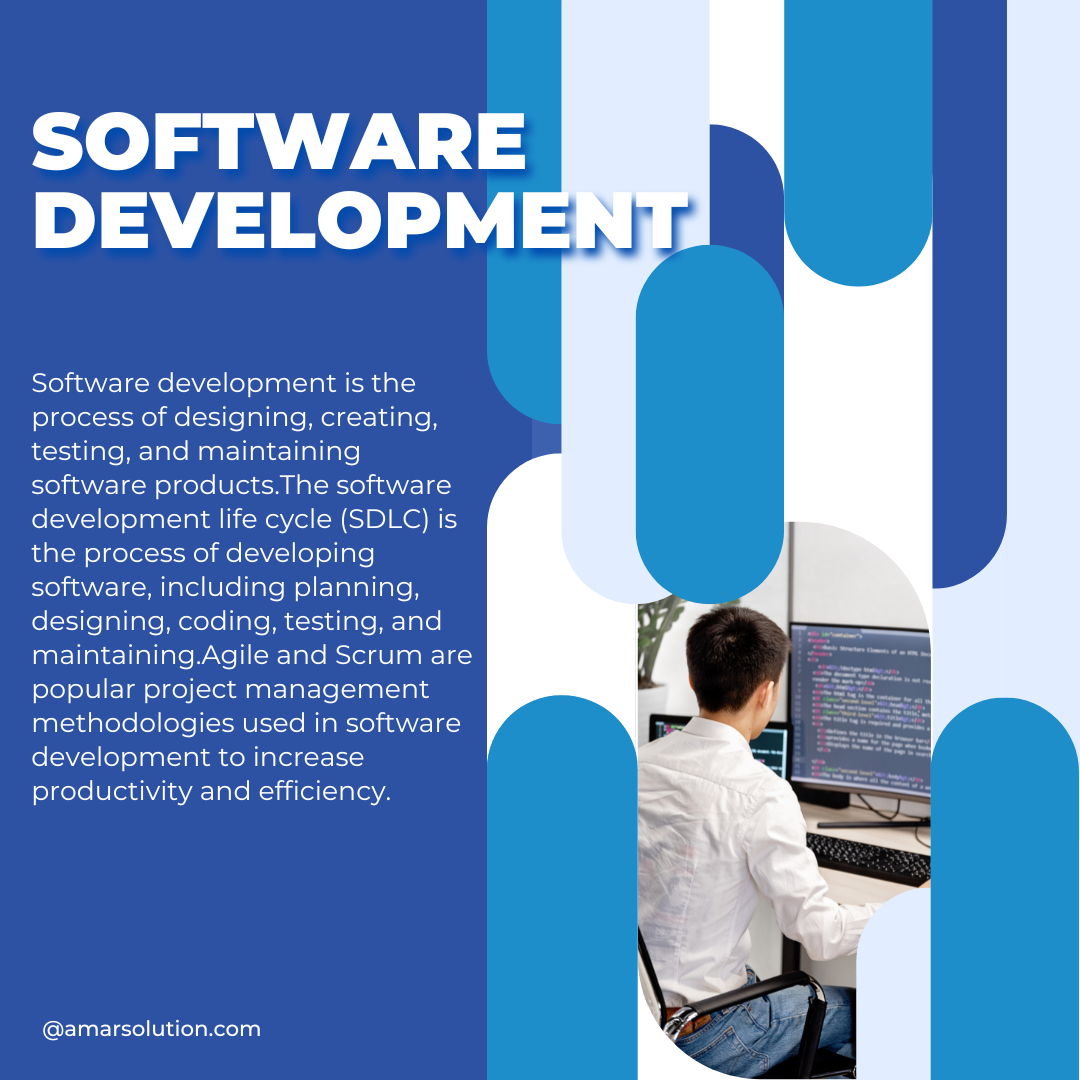 SOFTWARE
DEVELOPMENT
Software development is the
process of designing, creating,
testing, and maintaining
software products.The software
development life cycle (SDLC) is
the process of developing
software, including planning,
designing, coding, testing, and
maintaining.Agile and Scrum are
popular project management
methodologies used in software
development to increase
productivity and efficiency.
@amarsolution.com